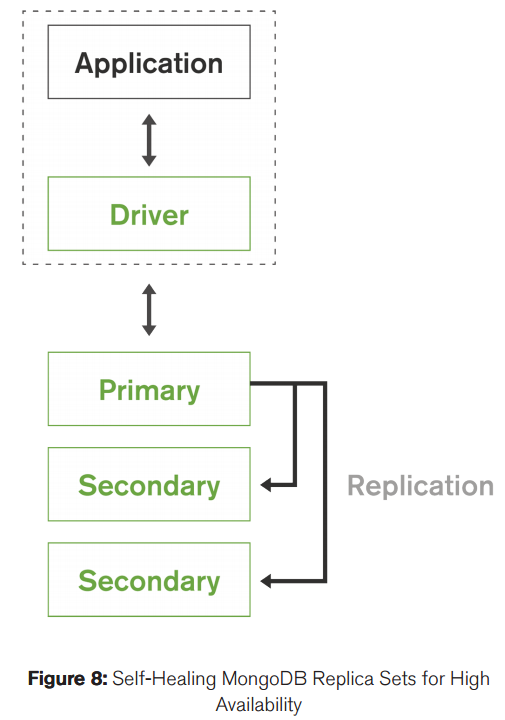 Application
Driver
Primary
Secondary
Replication
Secondary
Figure 8: Self-Healing MongoDB Replica Sets for High
Availability